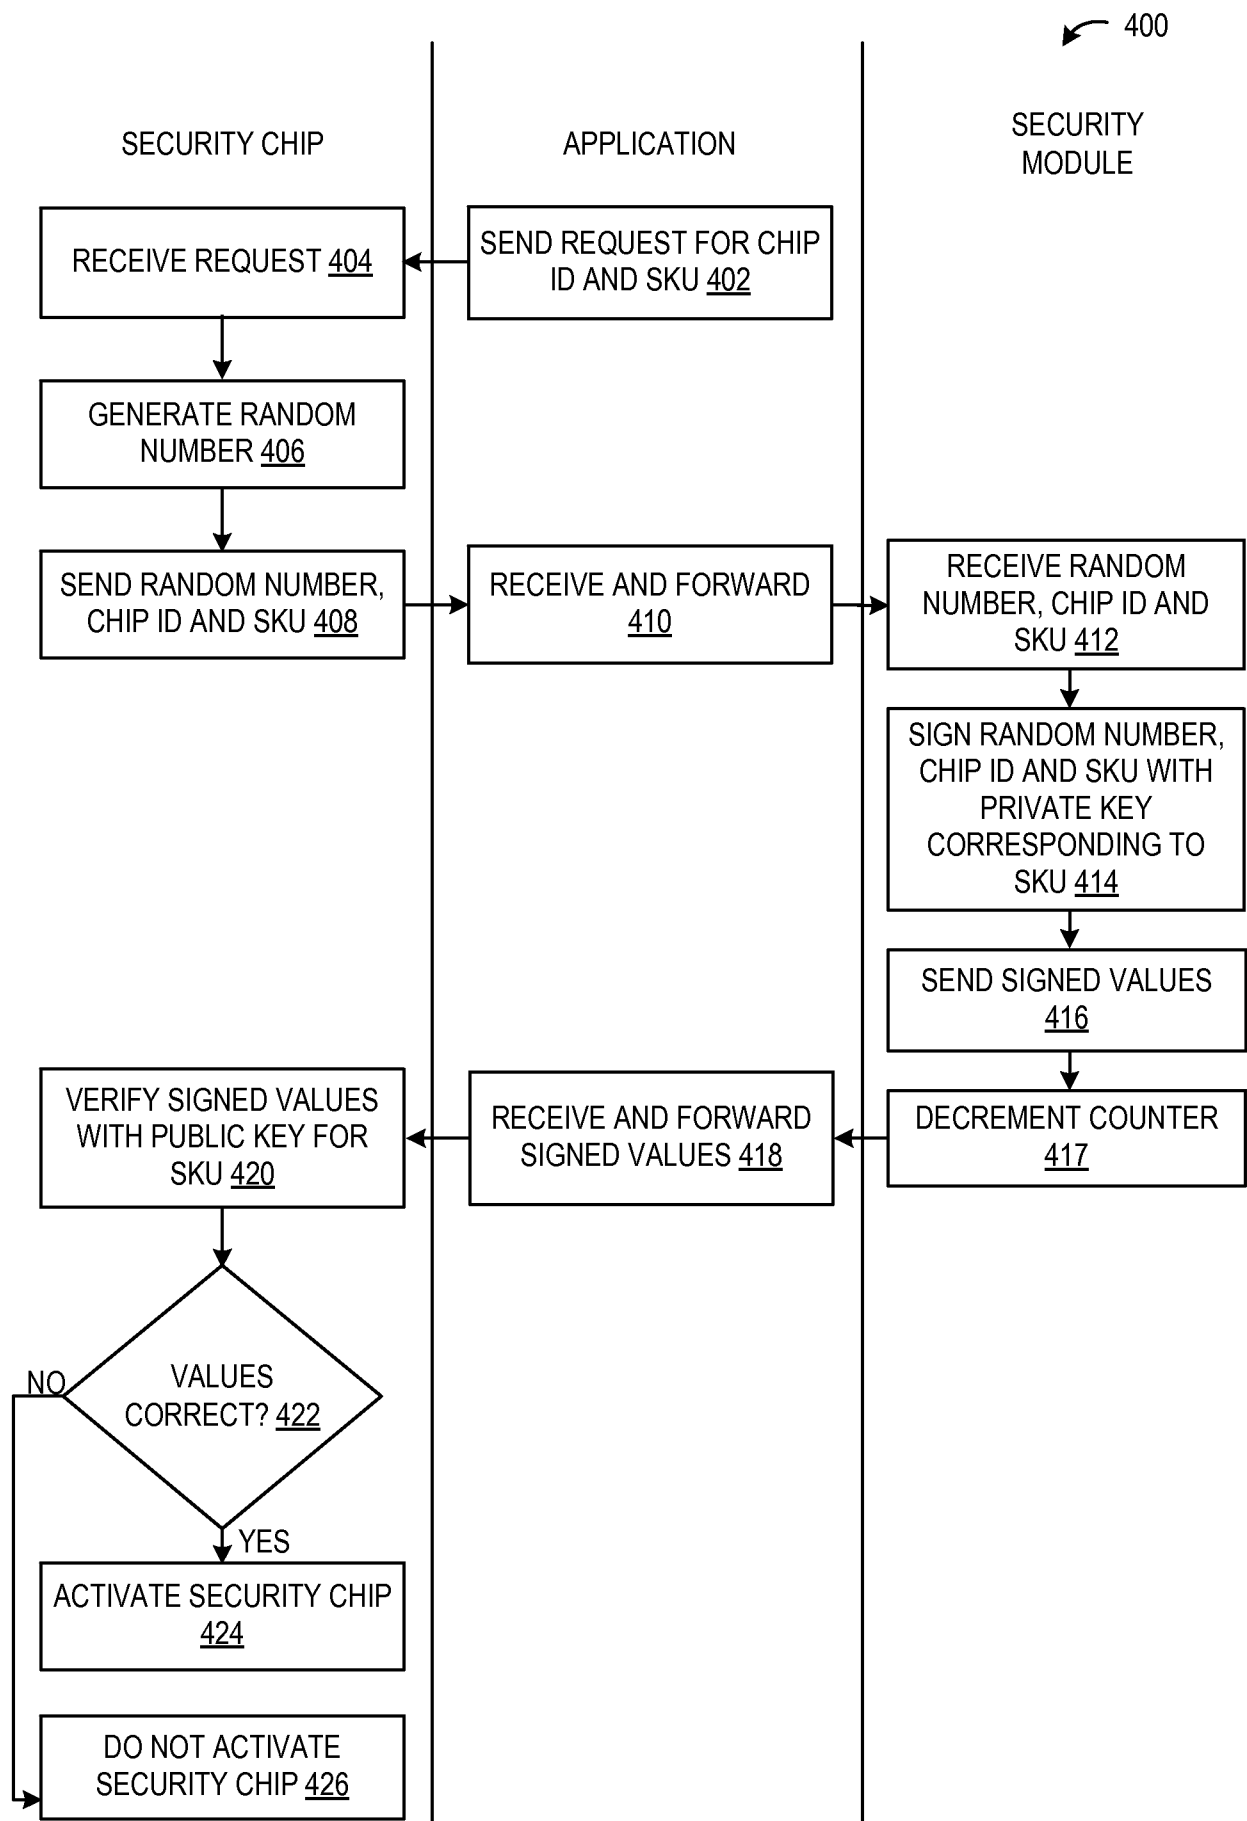 400
SECURITY CHIP
APPLICATION
SECURITY
MODULE
RECEIVE REQUEST 404
SEND REQUEST FOR CHIP
ID AND SKU 402
GENERATE RANDOM
NUMBER 406
SEND RANDOM NUMBER,
CHIP ID AND SKU 408
RECEIVE AND FORWARD
410
RECEIVE RANDOM
NUMBER, CHIP ID AND
SKU 412
SIGN RANDOM NUMBER,
CHIP ID AND SKU WITH
PRIVATE KEY
CORRESPONDING TO
SKU 414
SEND SIGNED VALUES
416
VERIFY SIGNED VALUES
WITH PUBLIC KEY FOR
SKU 420
RECEIVE AND FORWARD
SIGNED VALUES 418
DECREMENT COUNTER
417
VALUES
CORRECT? 422
NO
YES
ACTIVATE SECURITY CHIP
424
DO NOT ACTIVATE
SECURITY CHIP 426